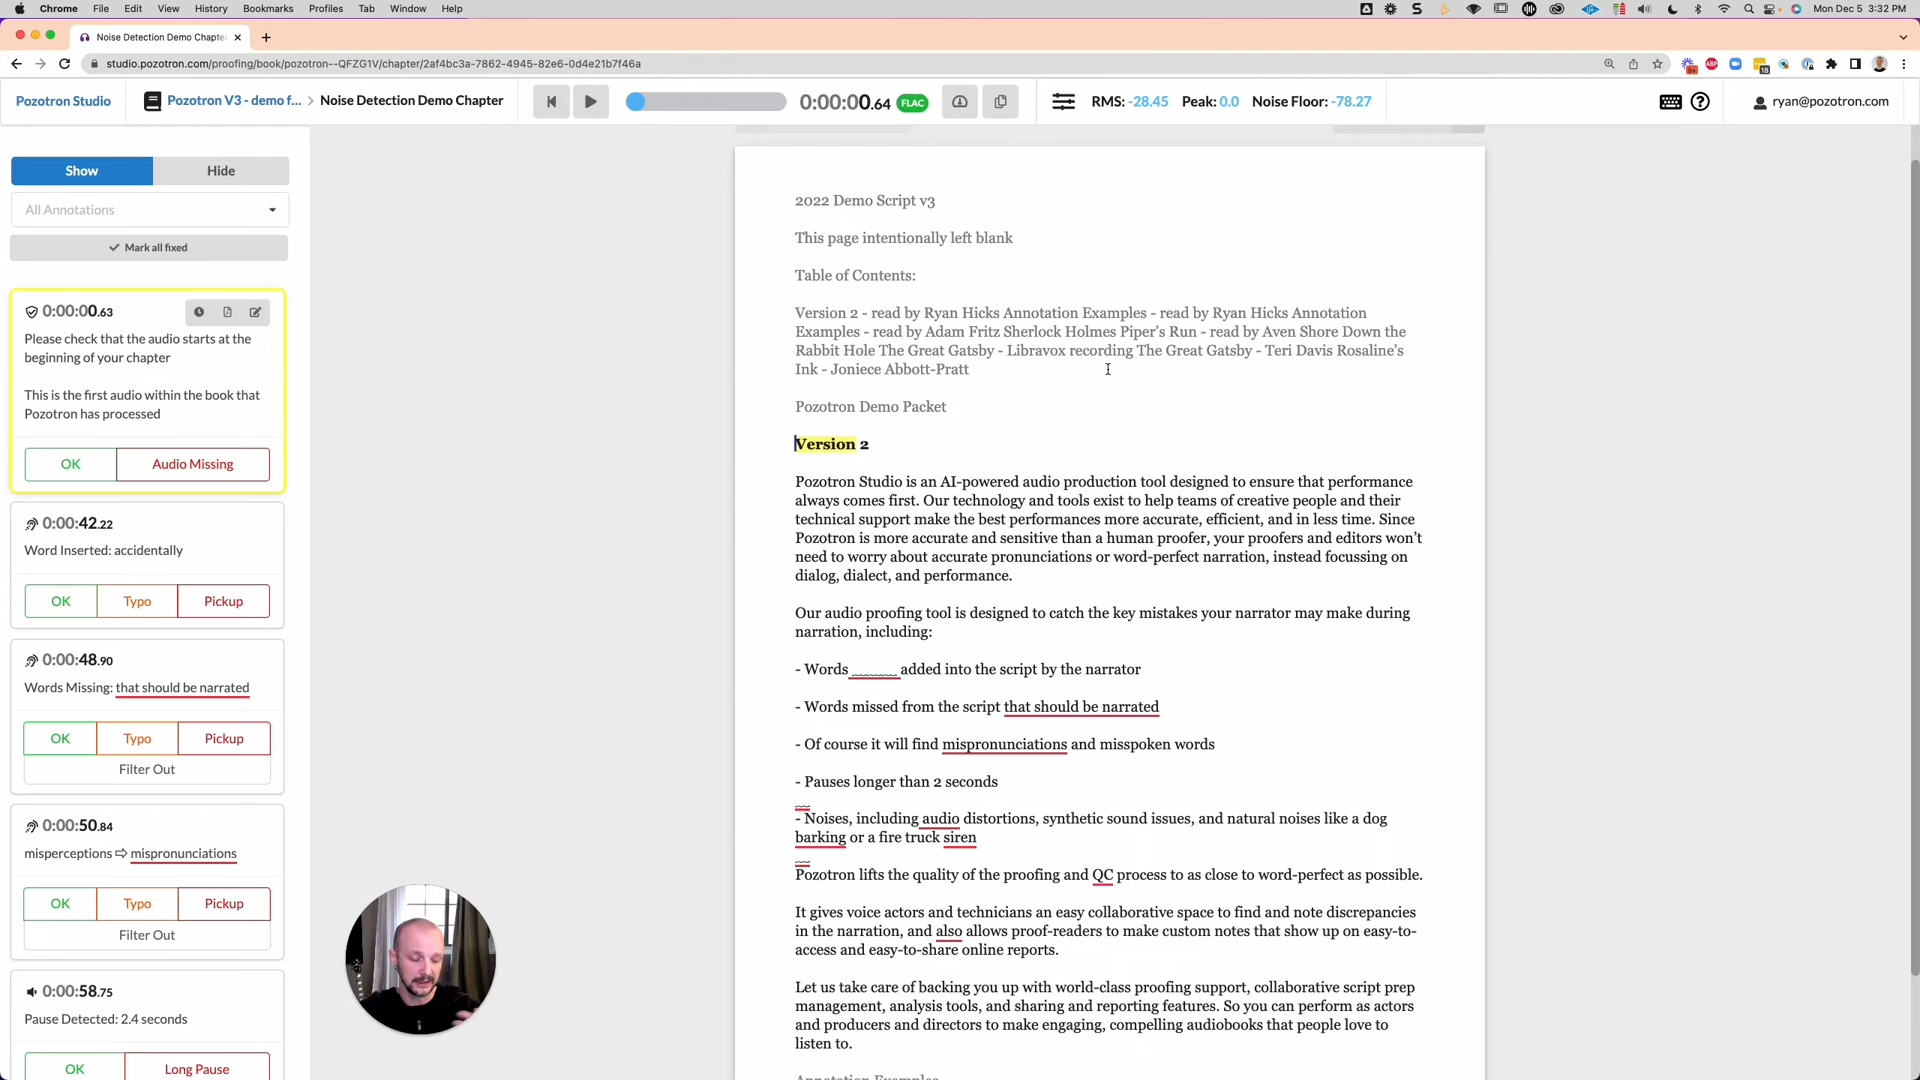 Chrome File Edit View History Bookmarks Profiles Tab Window Help
Mon Dec 5 3:32 PM
Noise Detection Demo Chapter
studio.pozotron.com/proofing/book/pozotron--QFZG1V/chapter/2af4bc3a-7862-4945-82e6-0d4e21b7f46a
Pozotron Studio
Pozotron V3 - demo f... > Noise Detection Demo Chapter
0:00:00.64 FLAC
RMS: -28.45 Peak: 0.0 Noise Floor: -78.27
ryan@pozotron.com
Show Hide
All Annotations
Mark all fixed
0:00:00.63
Please check that the audio starts at the
beginning of your chapter
This is the first audio within the book that
Pozotron has processed
OK Audio Missing
0:00:42.22
Word Inserted: accidentally
OK Typo Pickup
0:00:48.90
Words Missing: that should be narrated
OK Typo Pickup
Filter Out
0:00:50.84
misperceptions ⇨ mispronunciations
OK Typo Pickup
Filter Out
0:00:58.75
Pause Detected: 2.4 seconds
OK Long Pause
2022 Demo Script v3
This page intentionally left blank
Table of Contents:
Version 2 - read by Ryan Hicks Annotation Examples - read by Ryan Hicks Annotation
Examples - read by Adam Fritz Sherlock Holmes Piper's Run - read by Aven Shore Down the
Rabbit Hole The Great Gatsby - Libravox recording The Great Gatsby - Teri Davis Rosaline's
Ink - Joniece Abbott-Pratt
Pozotron Demo Packet
Version 2
Pozotron Studio is an AI-powered audio production tool designed to ensure that performance
always comes first. Our technology and tools exist to help teams of creative people and their
technical support make the best performances more accurate, efficient, and in less time. Since
Pozotron is more accurate and sensitive than a human proofer, your proofers and editors won't
need to worry about accurate pronunciations or word-perfect narration, instead focussing on
dialog, dialect, and performance.
Our audio proofing tool is designed to catch the key mistakes your narrator may make during
narration, including:
- Words ______ added into the script by the narrator
- Words missed from the script that should be narrated
- Of course it will find mispronunciations and misspoken words
- Pauses longer than 2 seconds
- Noises, including audio distortions, synthetic sound issues, and natural noises like a dog
barking or a fire truck siren
Pozotron lifts the quality of the proofing and QC process to as close to word-perfect as possible.
It gives voice actors and technicians an easy collaborative space to find and note discrepancies
in the narration, and also allows proof-readers to make custom notes that show up on easy-to-
access and easy-to-share online reports.
Let us take care of backing you up with world-class proofing support, collaborative script prep
management, analysis tools, and sharing and reporting features. So you can perform as actors
and producers and directors to make engaging, compelling audiobooks that people love to
listen to.
Annotation Examples